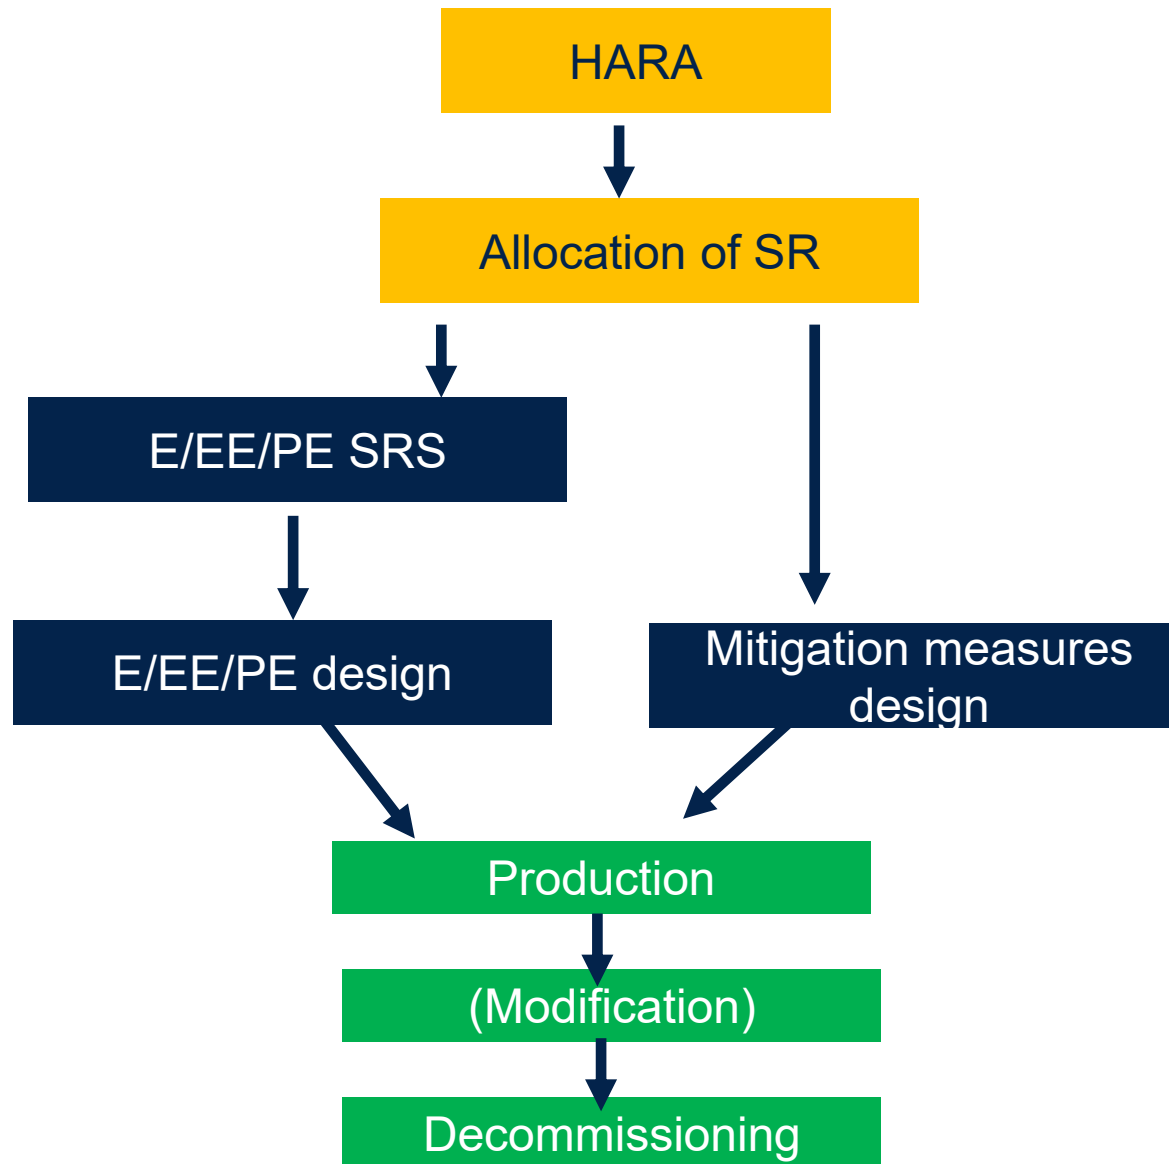 HARA
Allocation of SR
E/EE/PE SRS
E/EE/PE design
Mitigation measures
design
Production
(Modification)
Decommissioning